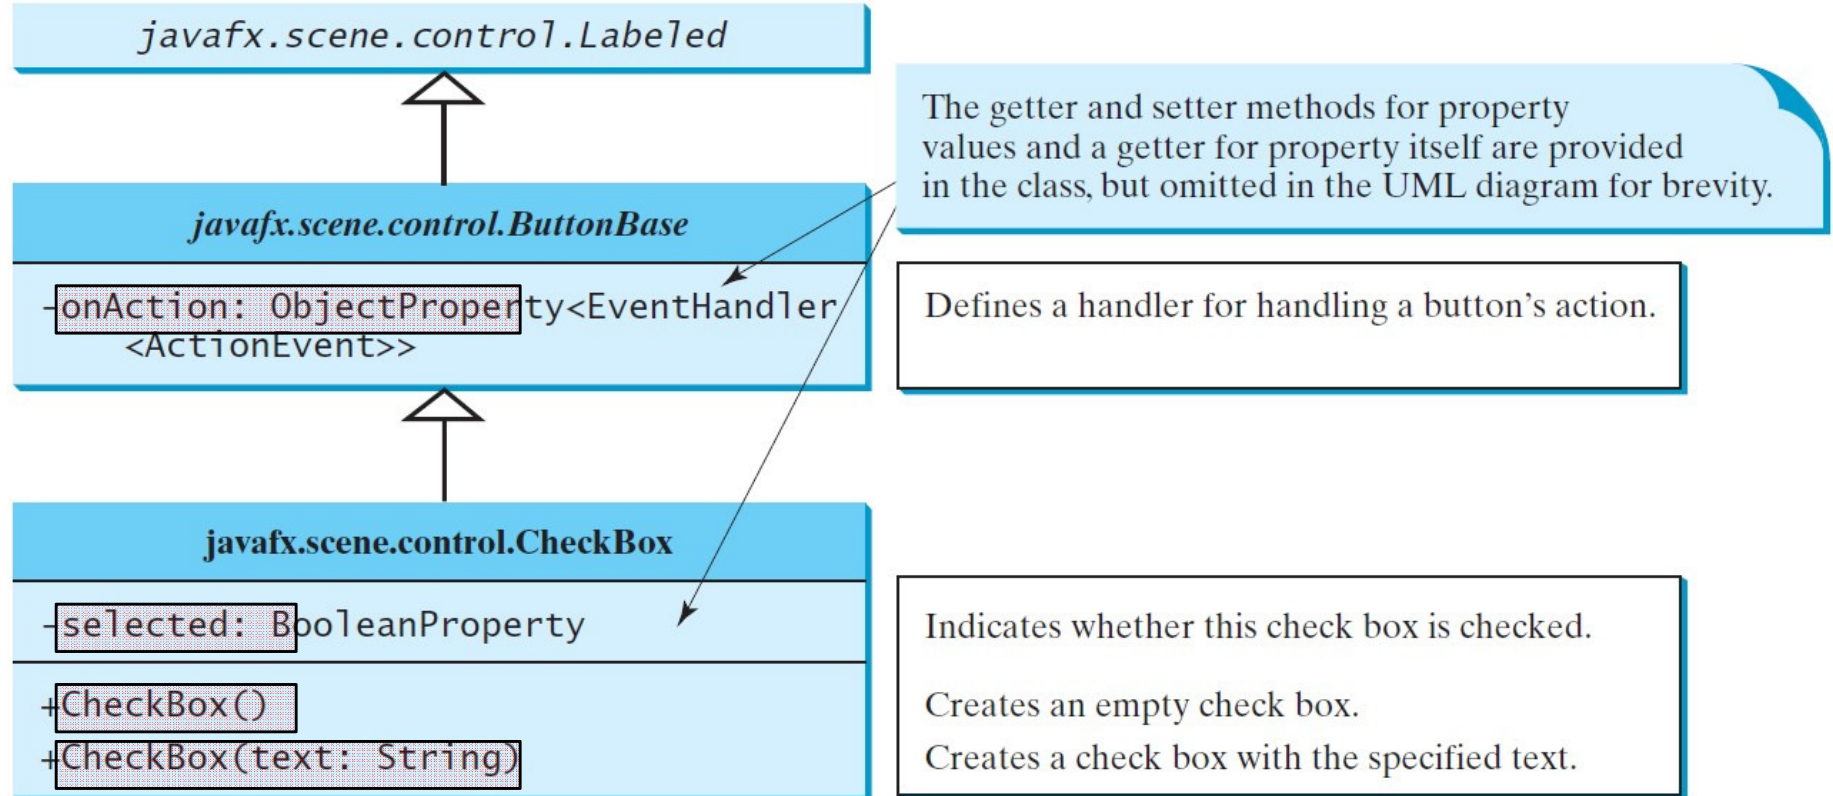 javafx.scene.control.Labeled
The getter and setter methods for property
values and a getter for property itself are provided
in the class, but omitted in the UML diagram for brevity.
javafx.scene.control.ButtonBase
-onAction: ObjectProperty<EventHandler
<ActionEvent>>
Defines a handler for handling a button’s action.
javafx.scene.control.CheckBox
-selected: BooleanProperty
Indicates whether this check box is checked.
+CheckBox()
Creates an empty check box.
+CheckBox(text: String)
Creates a check box with the specified text.